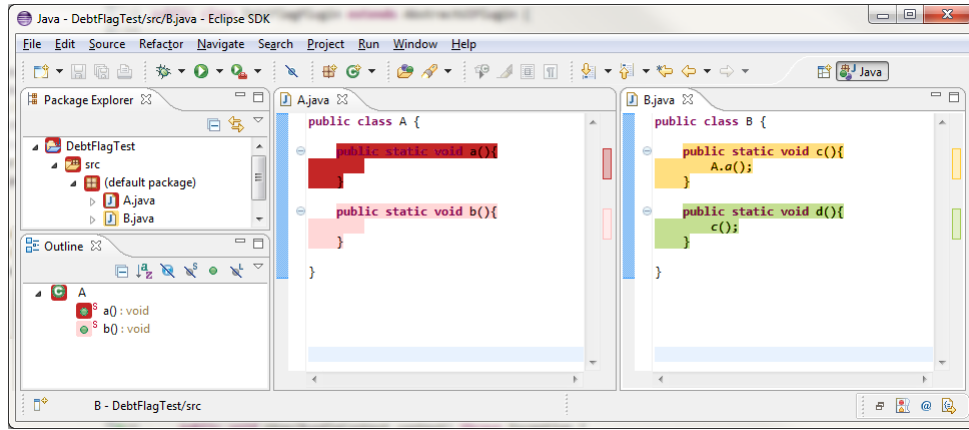 Java - DebtFlagTest/src/B.java - Eclipse SDK
File Edit Source Refactor Navigate Search Project Run Window Help
Java
Package Explorer
DebtFlagTest
src
(default package)
A.java
B.java
Outline
A
a() : void
b() : void
A.java
public class A {
public static void a(){
}
public static void b(){
}
}
B.java
public class B {
public static void c(){
A.a();
}
public static void d(){
c();
}
}
B - DebtFlagTest/src